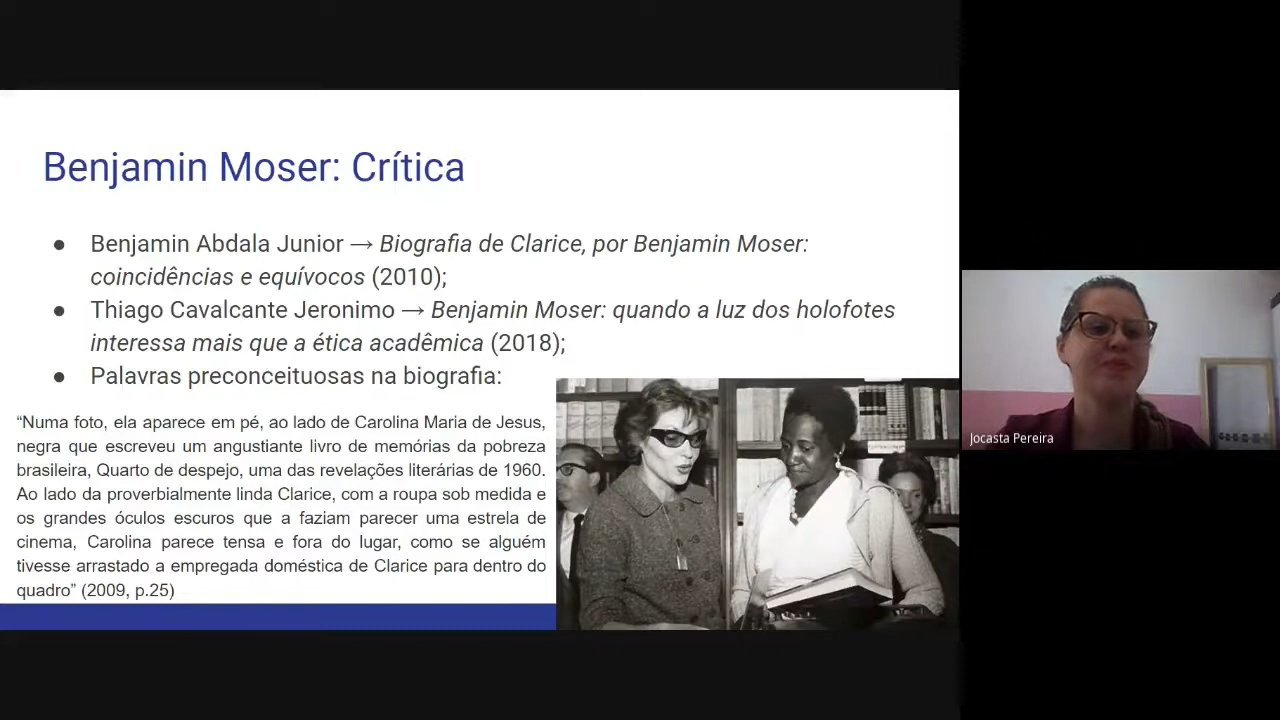 Benjamin Moser: Crítica
● Benjamin Abdala Junior → Biografia de Clarice, por Benjamin Moser:
coincidências e equívocos (2010);
● Thiago Cavalcante Jeronimo → Benjamin Moser: quando a luz dos holofotes
interessa mais que a ética acadêmica (2018);
● Palavras preconceituosas na biografia:
“Numa foto, ela aparece em pé, ao lado de Carolina Maria de Jesus,
negra que escreveu um angustiante livro de memórias da pobreza
brasileira, Quarto de despejo, uma das revelações literárias de 1960.
Ao lado da proverbialmente linda Clarice, com a roupa sob medida e
os grandes óculos escuros que a faziam parecer uma estrela de
cinema, Carolina parece tensa e fora do lugar, como se alguém
tivesse arrastado a empregada doméstica de Clarice para dentro do
quadro” (2009, p.25)
Jocasta Pereira